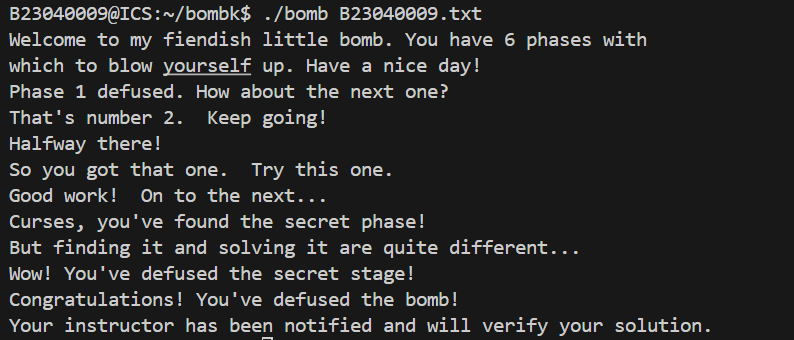 B23040009@ICS:~/bombk$ ./bomb B23040009.txt
Welcome to my fiendish little bomb. You have 6 phases with
which to blow yourself up. Have a nice day!
Phase 1 defused. How about the next one?
That's number 2.  Keep going!
Halfway there!
So you got that one.  Try this one.
Good work!  On to the next...
Curses, you've found the secret phase!
But finding it and solving it are quite different...
Wow! You've defused the secret stage!
Congratulations! You've defused the bomb!
Your instructor has been notified and will verify your solution.